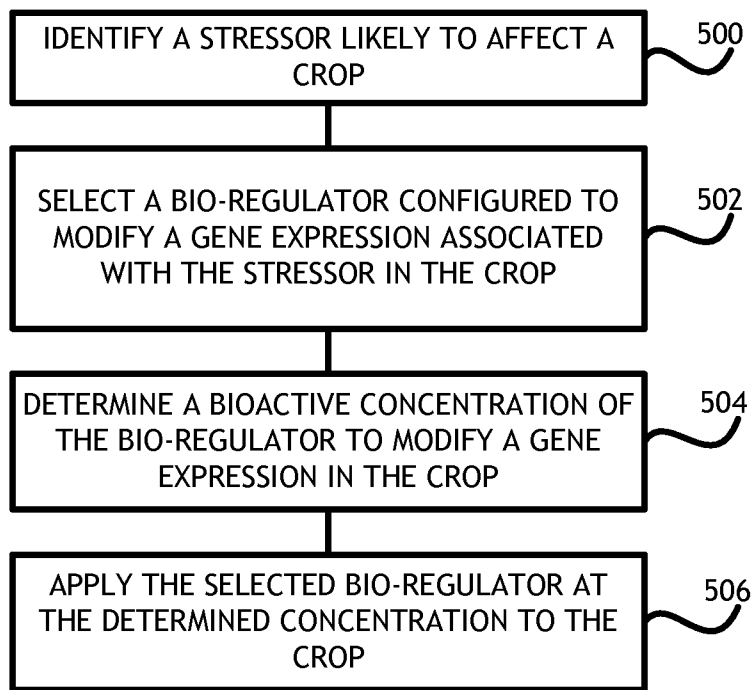 IDENTIFY A STRESSOR LIKELY TO AFFECT A
CROP
500
SELECT A BIO-REGULATOR CONFIGURED TO
MODIFY A GENE EXPRESSION ASSOCIATED
WITH THE STRESSOR IN THE CROP
502
DETERMINE A BIOACTIVE CONCENTRATION OF
THE BIO-REGULATOR TO MODIFY A GENE
EXPRESSION IN THE CROP
504
APPLY THE SELECTED BIO-REGULATOR AT
THE DETERMINED CONCENTRATION TO THE
CROP
506